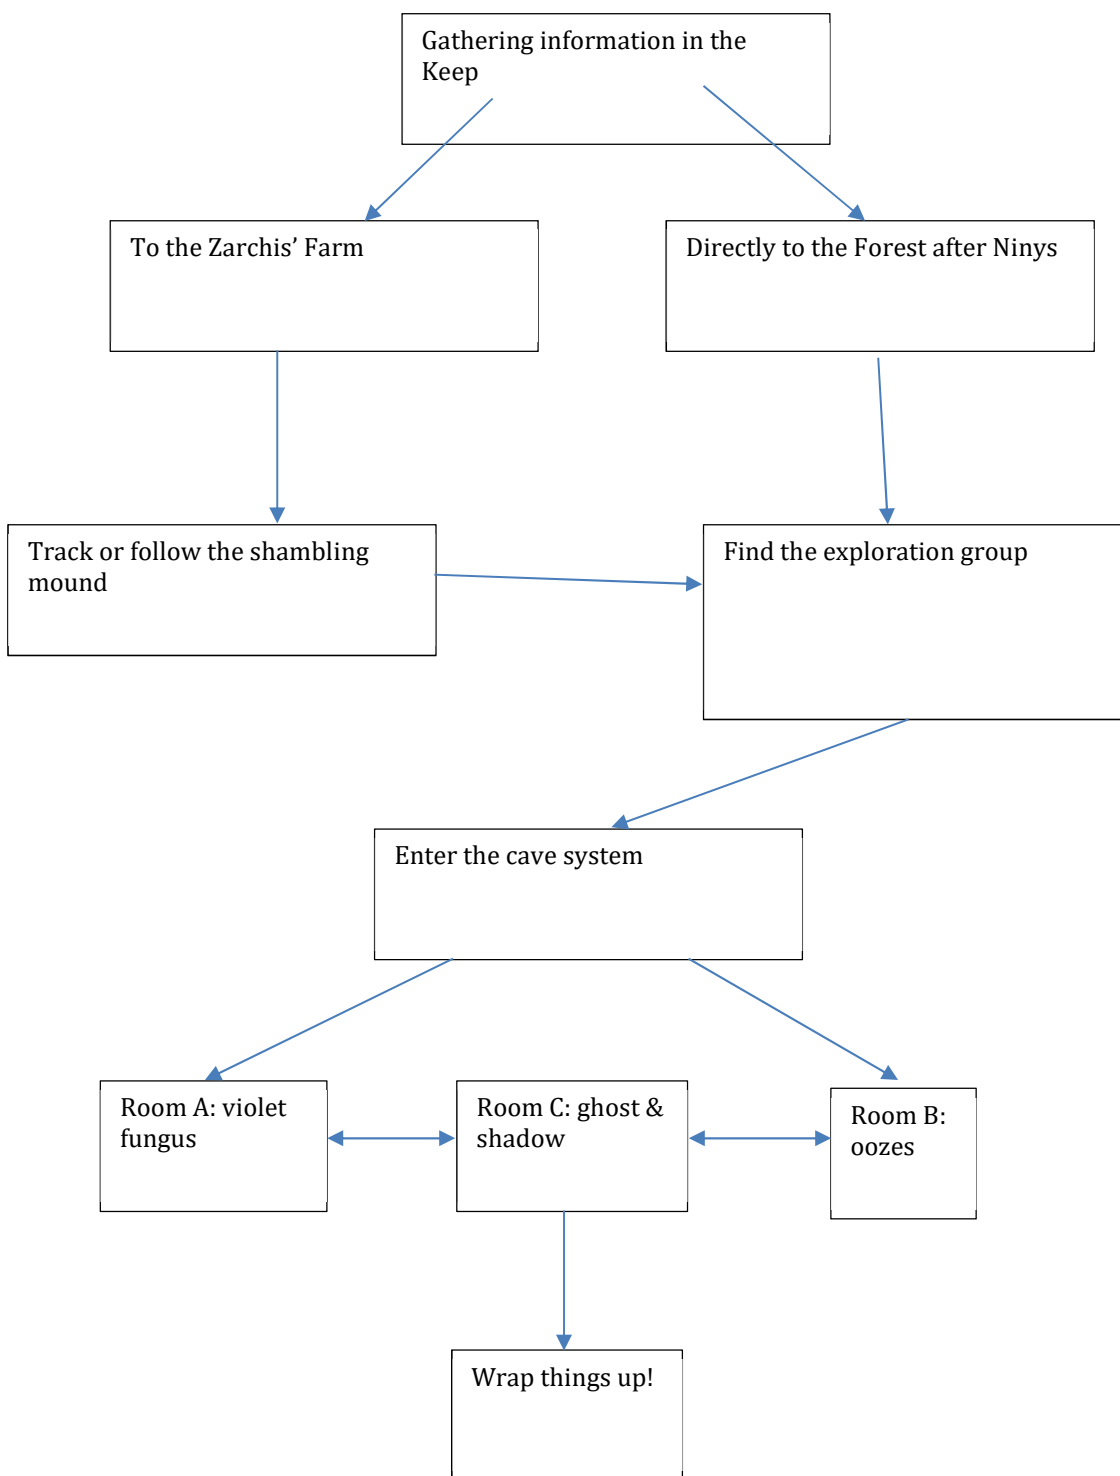 Gathering information in the
Keep
To the Zarchis’ Farm
Directly to the Forest after Ninys
Track or follow the shambling
mound
Find the exploration group
Enter the cave system
Room A: violet
fungus
Room C: ghost &
shadow
Room B:
oozes
Wrap things up!